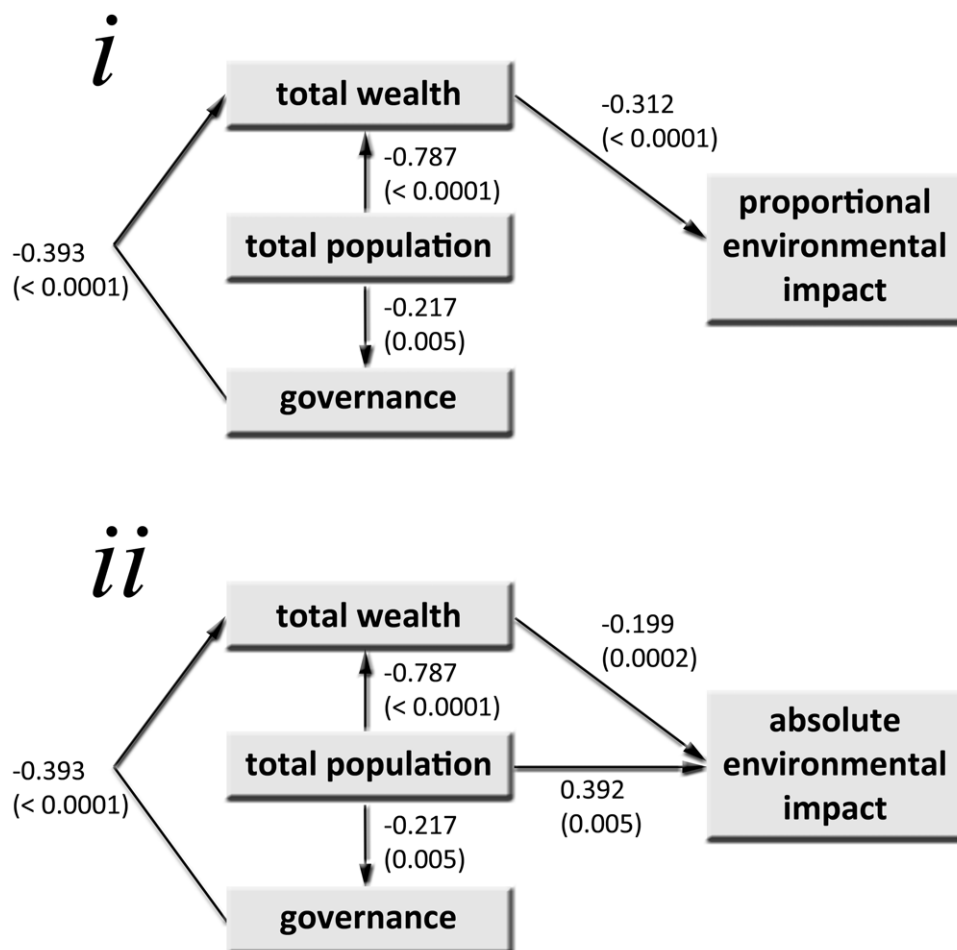 i
total wealth
-0.312
(< 0.0001)
-0.787
(< 0.0001)
proportional
environmental
impact
total population
-0.393
(< 0.0001)
-0.217
(0.005)
governance
ii
total wealth
-0.199
(0.0002)
-0.787
(< 0.0001)
absolute
environmental
impact
total population
-0.393
(< 0.0001)
0.392
(0.005)
-0.217
(0.005)
governance